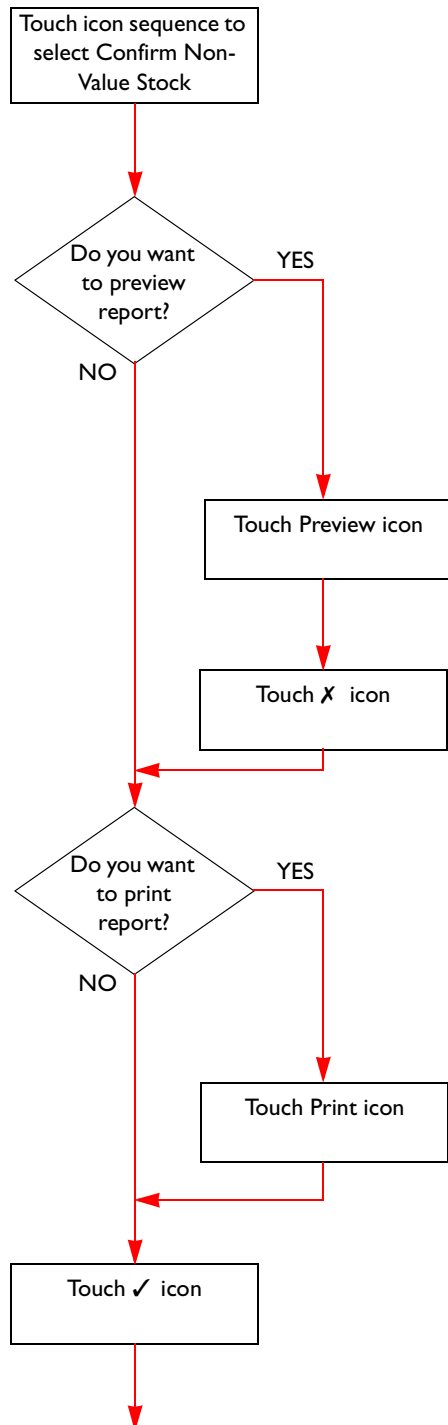 Touch icon sequence to
select Confirm Non-
Value Stock
Do you want
to preview
report?
YES
NO
Touch Preview icon
Touch ✗ icon
Do you want
to print
report?
YES
NO
Touch Print icon
Touch ✓ icon